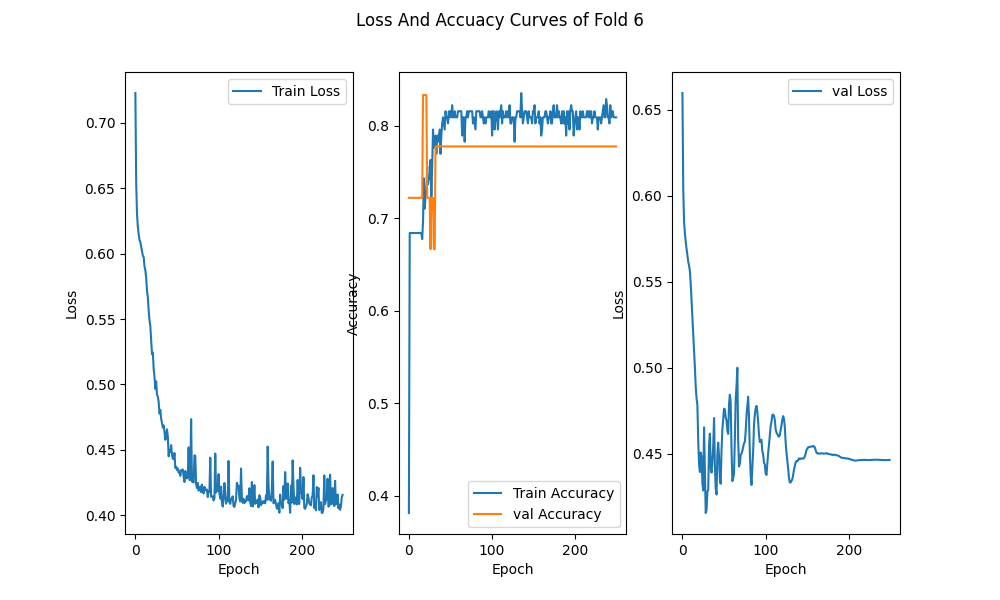 Loss And Accuacy Curves of Fold 6
Train Loss
0.70
0.65
0.60
0.55
0.50
0.45
0.40
Loss
0
100
200
Epoch
0.8
0.7
0.6
0.5
0.4
Accuracy
Train Accuracy
val Accuracy
0
100
200
Epoch
val Loss
0.65
0.60
0.55
0.50
0.45
Loss
0
100
200
Epoch